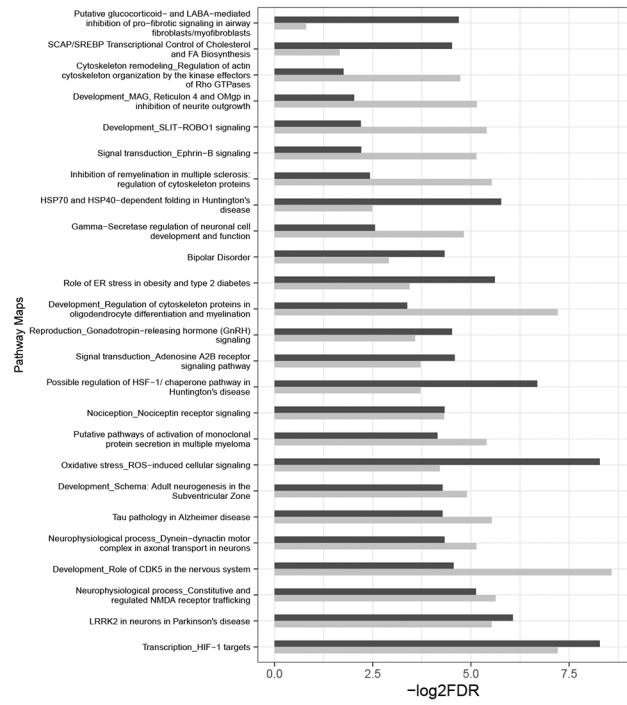 Putative glucocorticoid− and LABA−mediated
inhibition of pro−fibrotic signaling in airway
fibroblasts/myofibroblasts
SCAP/SREBP Transcriptional Control of Cholesterol
and FA Biosynthesis
Cytoskeleton remodeling_Regulation of actin
cytoskeleton organization by the kinase effectors
of Rho GTPases
Development_MAG, Reticulon 4 and OMgp in
inhibition of neurite outgrowth
Development_SLIT−ROBO1 signaling
Signal transduction_Ephrin−B signaling
Inhibition of remyelination in multiple sclerosis:
regulation of cytoskeleton proteins
HSP70 and HSP40−dependent folding in Huntington's
disease
Gamma−Secretase regulation of neuronal cell
development and function
Bipolar Disorder
Role of ER stress in obesity and type 2 diabetes
Development_Regulation of cytoskeleton proteins in
oligodendrocyte differentiation and myelination
Reproduction_Gonadotropin−releasing hormone (GnRH)
signaling
Signal transduction_Adenosine A2B receptor
signaling pathway
Possible regulation of HSF−1/ chaperone pathway in
Huntington's disease
Nociception_Nociceptin receptor signaling
Putative pathways of activation of monoclonal
protein secretion in multiple myeloma
Oxidative stress_ROS−induced cellular signaling
Development_Schema: Adult neurogenesis in the
Subventricular Zone
Tau pathology in Alzheimer disease
Neurophysiological process_Dynein−dynactin motor
complex in axonal transport in neurons
Development_Role of CDK5 in the nervous system
Neurophysiological process_Constitutive and
regulated NMDA receptor trafficking
LRRK2 in neurons in Parkinson's disease
Transcription_HIF−1 targets
Pathway Maps
0.0 2.5 5.0 7.5
−log2FDR